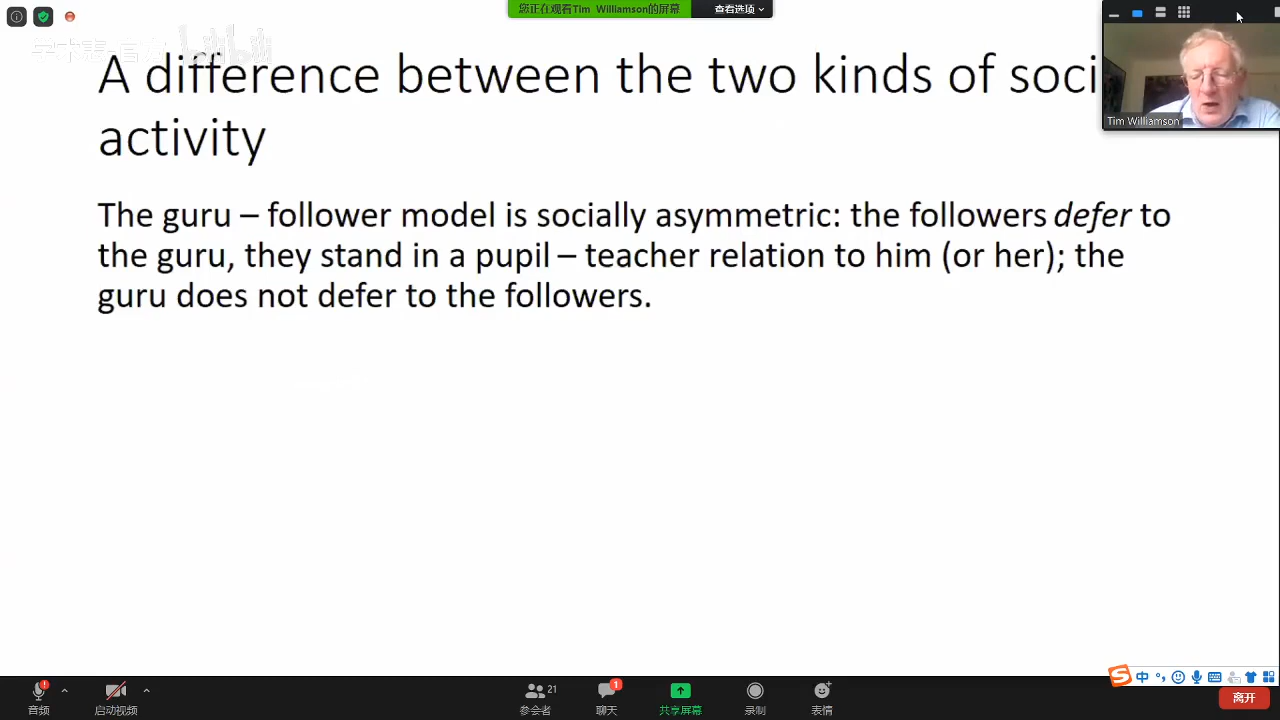 您正在观看Tim Williamson的屏幕 查看选项
A difference between the two kinds of soci
activity
Tim Williamson
The guru – follower model is socially asymmetric: the followers defer to
the guru, they stand in a pupil – teacher relation to him (or her); the
guru does not defer to the followers.
中
音频 启动视频 参会者 21 聊天 1 共享屏幕 录制 表情 离开